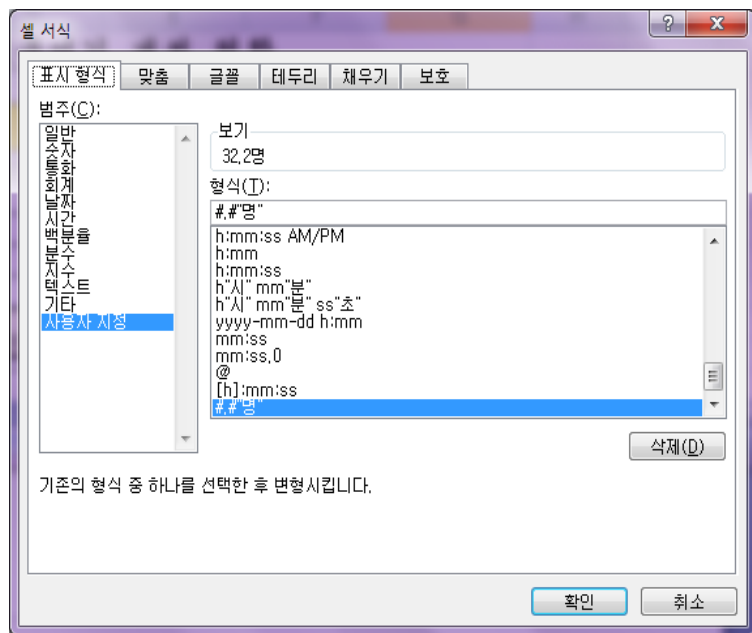 셀 서식
표시 형식 맞춤 글꼴 테두리 채우기 보호
범주(C):
일반
숫자
통화
회계
날짜
시간
백분율
분수
지수
텍스트
기타
사용자 지정
보기
32.2명
형식(T):
#.#"명"
h:mm:ss AM/PM
h:mm
h:mm:ss
h"시" mm"분"
h"시" mm"분" ss"초"
yyyy-mm-dd h:mm
mm:ss
mm:ss.0
@
[h]:mm:ss
#.#"명"
삭제(D)
기존의 형식 중 하나를 선택한 후 변형시킵니다.
확인 취소